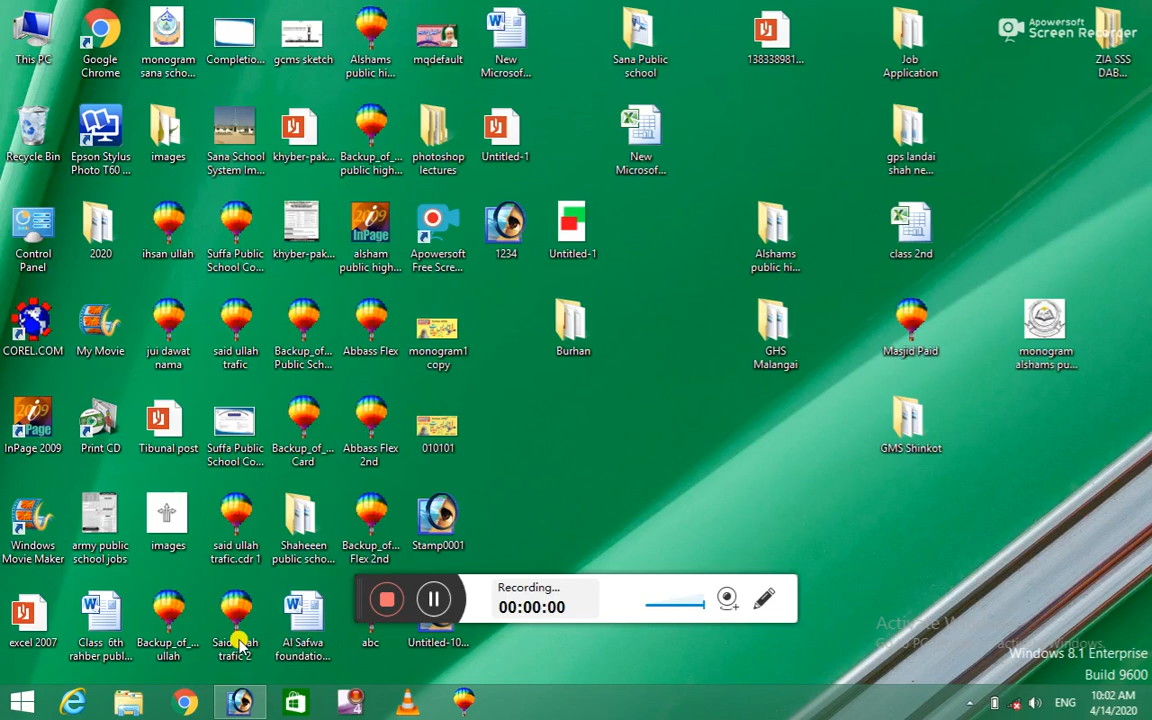 This PC
Google
Chrome
monogram
sana scho...
Completio...
gcms sketch
Alshams
public hi...
mqdefault
New
Microsof...
Sana Public
school
138338981...
Job
Application
Apowersoft
Screen Recorder
ZIA SSS
DAB...
Recycle Bin
Epson Stylus
Photo T60 ...
images
Sana School
System Im...
khyber-pak...
Backup_of_...
public high...
photoshop
lectures
Untitled-1
New
Microsof...
gps landai
shah ne...
Control
Panel
2020
ihsan ullah
Suffa Public
School Co...
khyber-pak...
2009
InPage
alsham
public high...
Apowersoft
Free Scre...
1234
Untitled-1
Alshams
public hi...
class 2nd
COREL.COM
My Movie
jui dawat
nama
said ullah
trafic
Backup_of...
Public Sch...
Abbass Flex
monogram1
copy
Burhan
GHS
Malangai
Masjid Paid
monogram
alshams pu...
2009
InPage
InPage 2009
Print CD
Tibunal post
Suffa Public
School Co...
Backup_of_...
Card
Abbass Flex
2nd
010101
GMS Shinkot
Windows
Movie Maker
army public
school jobs
images
said ullah
trafic.cdr 1
Shaheeen
public scho...
Backup_of...
Flex 2nd
Stamp0001
Recording...
00:00:00
excel 2007
Class 6th
rahber publ...
Backup_of_...
ullah
trafic 2
Al Safwa
foundatio...
abc
Untitled-10...
Activate
Windows 8.1 Enterprise
Build 9600
ENG
10:02 AM
4/14/2020